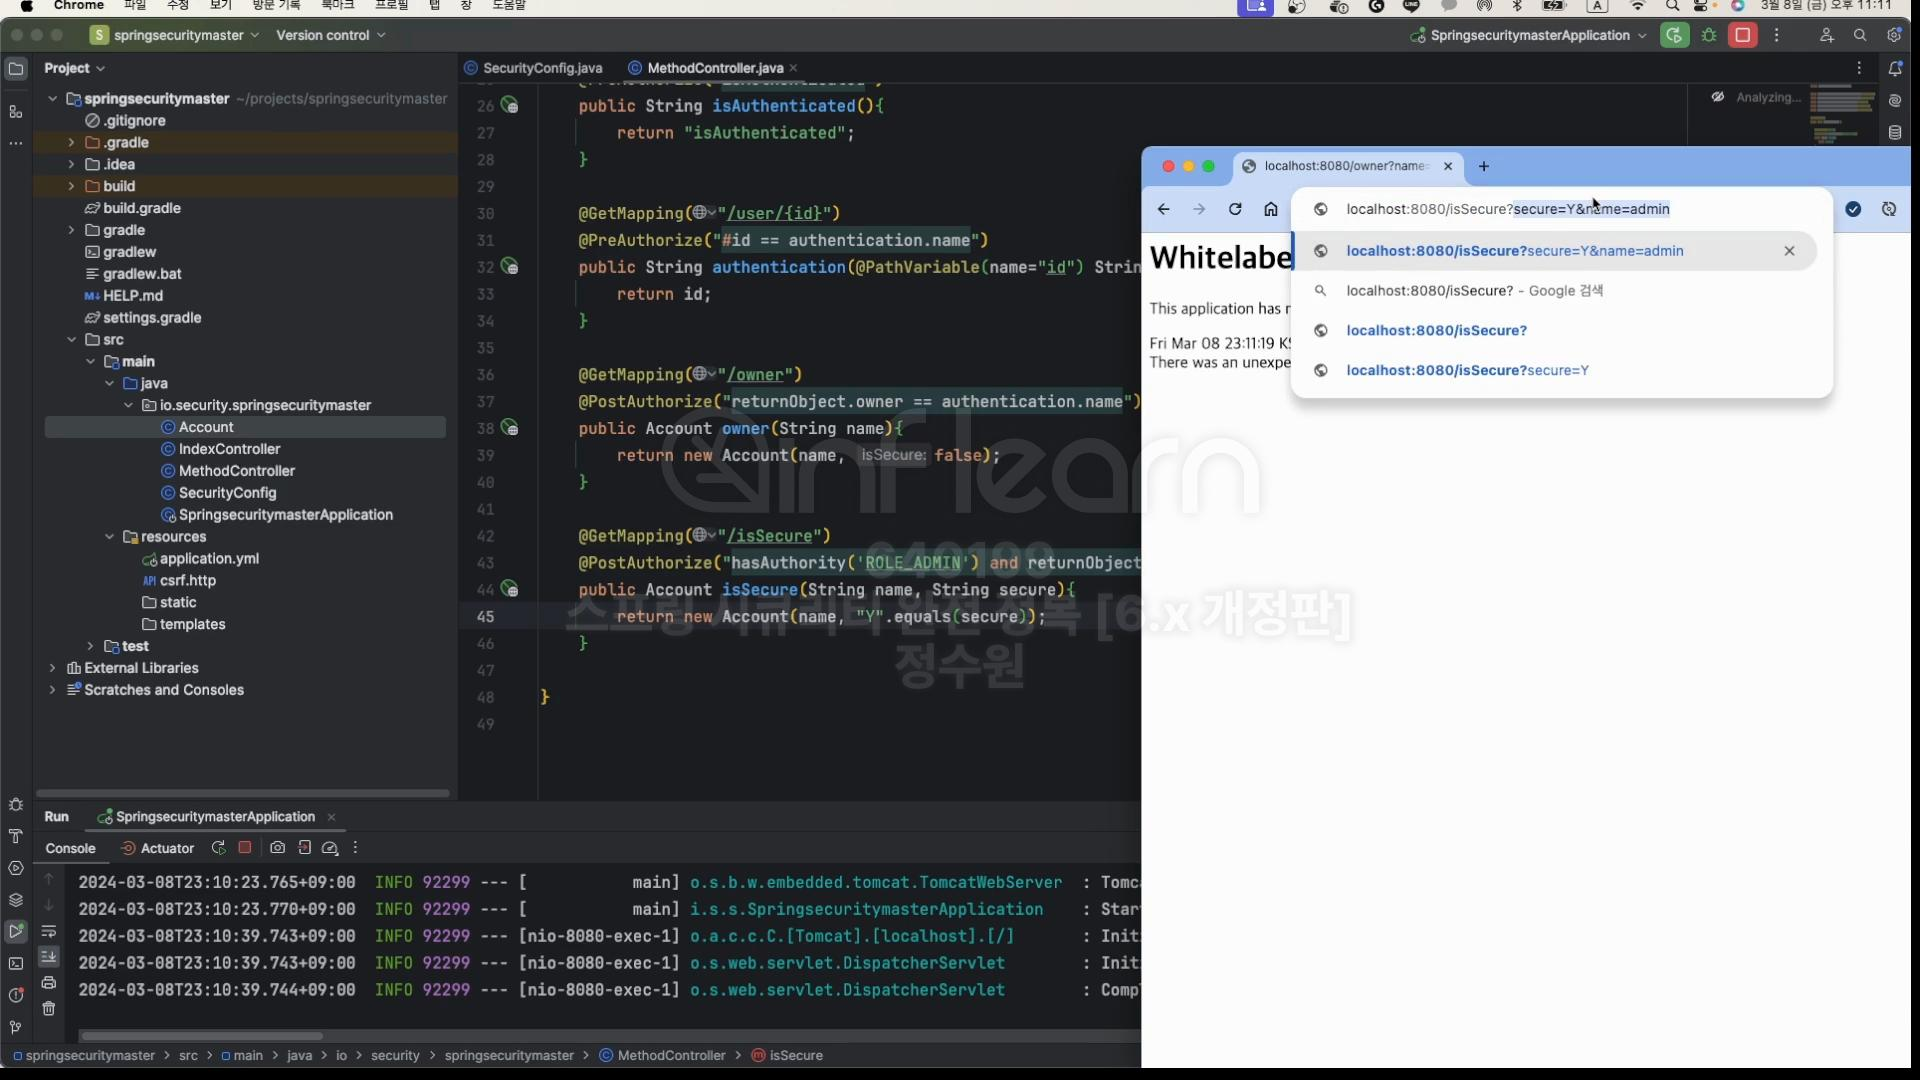 Chrome 파일 수정 보기 방문 기록 북마크 프로필 탭 창 도움말
A 3월 8일 (금) 오후 11:11
S springsecuritymaster Version control
SpringsecuritymasterApplication
Project
springsecuritymaster ~/projects/springsecuritymaster
.gitignore
.gradle
.idea
build
build.gradle
gradle
gradlew
gradlew.bat
M↓ HELP.md
settings.gradle
src
main
java
io.security.springsecuritymaster
Account
IndexController
MethodController
SecurityConfig
SpringsecuritymasterApplication
resources
application.yml
API csrf.http
static
templates
test
External Libraries
Scratches and Consoles
SecurityConfig.java MethodController.java
Analyzing...
26 public String isAuthenticated(){
27 return "isAuthenticated";
28 }
29
30 @GetMapping("/user/{id}")
31 @PreAuthorize("#id == authentication.name")
32 public String authentication(@PathVariable(name="id") Strin
33 return id;
34 }
35
36 @GetMapping("/owner")
37 @PostAuthorize("returnObject.owner == authentication.name")
38 public Account owner(String name){
39 return new Account(name, isSecure: false);
40 }
41
42 @GetMapping("/isSecure")
43 @PostAuthorize("hasAuthority('ROLE_ADMIN') and returnObject
44 public Account isSecure(String name, String secure){
45 return new Account(name, "Y".equals(secure));
46 }
47
48 }
49
inflearn
640199
스프링 시큐리티 완전 정복 [6.x 개정판]
정수원
localhost:8080/owner?name=
localhost:8080/isSecure?secure=Y&name=admin
localhost:8080/isSecure?secure=Y&name=admin
localhost:8080/isSecure? - Google 검색
localhost:8080/isSecure?
localhost:8080/isSecure?secure=Y
Whitelabe
This application has
Fri Mar 08 23:11:19 KS
There was an unexpe
Run SpringsecuritymasterApplication
Console Actuator
2024-03-08T23:10:23.765+09:00 INFO 92299 --- [ main] o.s.b.w.embedded.tomcat.TomcatWebServer : Tomc
2024-03-08T23:10:23.770+09:00 INFO 92299 --- [ main] i.s.s.SpringsecuritymasterApplication : Star
2024-03-08T23:10:39.743+09:00 INFO 92299 --- [nio-8080-exec-1] o.a.c.c.C.[Tomcat].[localhost].[/] : Init
2024-03-08T23:10:39.743+09:00 INFO 92299 --- [nio-8080-exec-1] o.s.web.servlet.DispatcherServlet : Init
2024-03-08T23:10:39.744+09:00 INFO 92299 --- [nio-8080-exec-1] o.s.web.servlet.DispatcherServlet : Comp
springsecuritymaster > src > main > java > io > security > springsecuritymaster > MethodController > isSecure